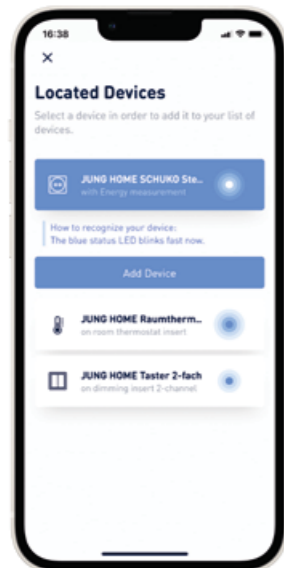 16:38
Located Devices
Select a device in order to add it to your list of
devices.
JUNG HOME SCHUKO Ste..
with Energy measurement
How to recognize your device:
The blue status LED blinks fast now.
Add Device
JUNG HOME Raumtherm..
on room thermostat insert
JUNG HOME Taster 2-fach
on dimming insert 2-channel